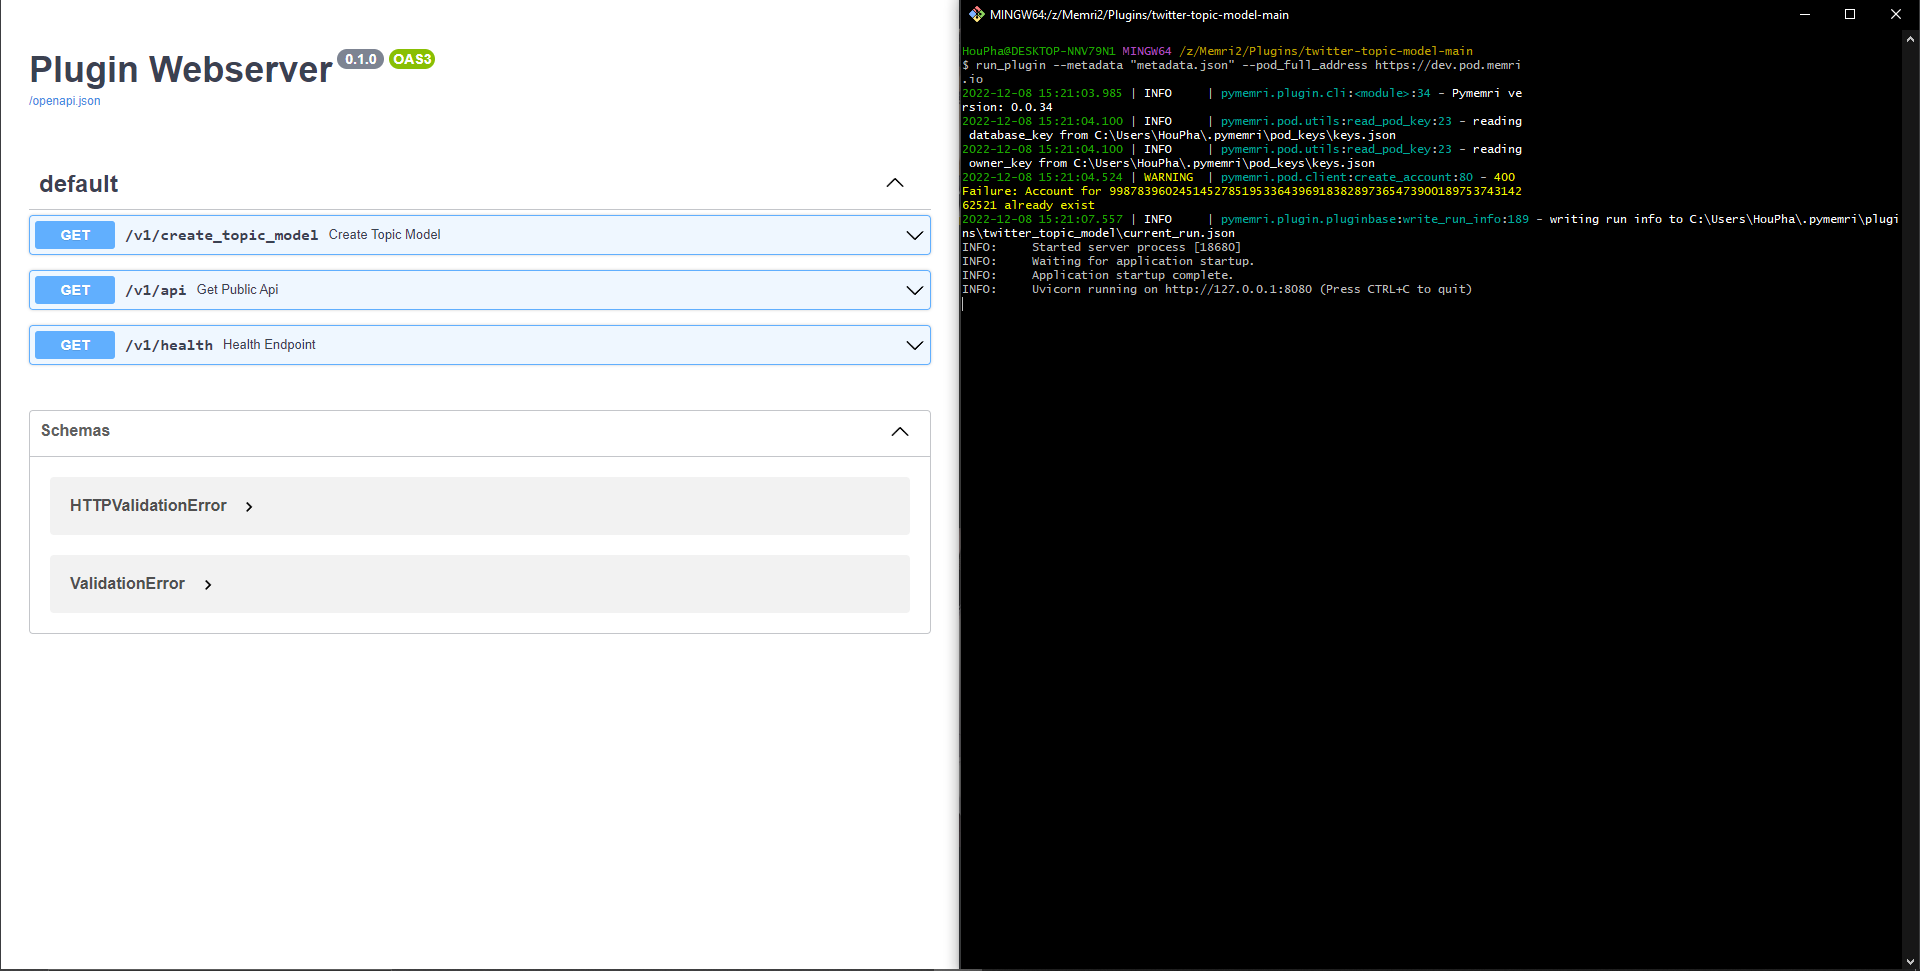 Plugin Webserver 0.1.0 OAS3
/openapi.json
default
GET /v1/create_topic_model Create Topic Model
GET /v1/api Get Public Api
GET /v1/health Health Endpoint
Schemas
HTTPValidationError
ValidationError
MINGW64:/z/Memri2/Plugins/twitter-topic-model-main
HouPha@DESKTOP-NNV79N1 MINGW64 /z/Memri2/Plugins/twitter-topic-model-main
$ run_plugin --metadata "metadata.json" --pod_full_address https://dev.pod.memri
.io
2022-12-08 15:21:03.985 | INFO     | pymemri.plugin.cli:<module>:34 - Pymemri ve
rsion: 0.0.34
2022-12-08 15:21:04.100 | INFO     | pymemri.pod.utils:read_pod_key:23 - reading
 database_key from C:\Users\HouPha\.pymemri\pod_keys\keys.json
2022-12-08 15:21:04.100 | INFO     | pymemri.pod.utils:read_pod_key:23 - reading
 owner_key from C:\Users\HouPha\.pymemri\pod_keys\keys.json
2022-12-08 15:21:04.524 | WARNING  | pymemri.pod.client:create_account:80 - 400
Failure: Account for 99878396024514527851953364396918382897365473900189753743142
62521 already exist
2022-12-08 15:21:07.557 | INFO     | pymemri.plugin.pluginbase:write_run_info:189 - writing run info to C:\Users\HouPha\.pymemri\plugi
ns\twitter_topic_model\current_run.json
INFO:     Started server process [18680]
INFO:     Waiting for application startup.
INFO:     Application startup complete.
INFO:     Uvicorn running on http://127.0.0.1:8080 (Press CTRL+C to quit)